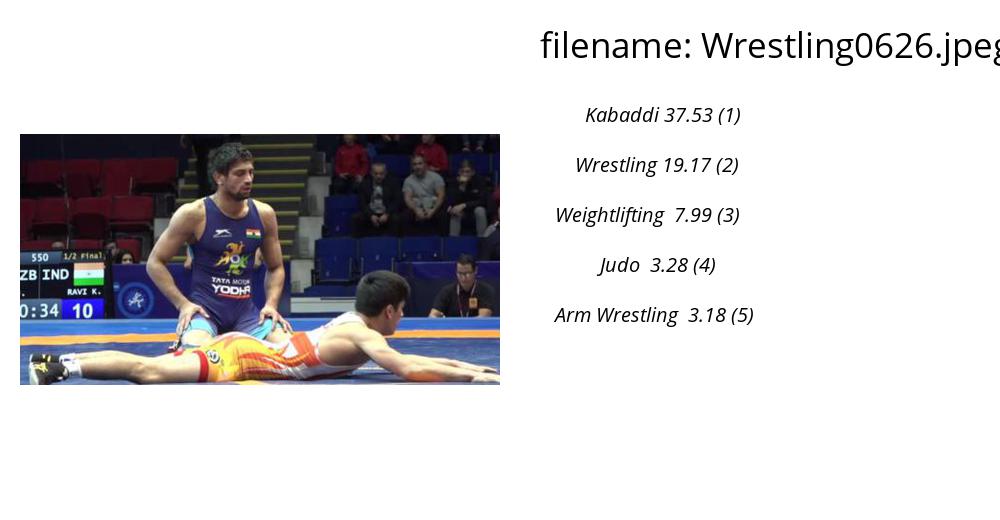 filename: Wrestling0626.jpeg
Kabaddi 37.53 (1)
Wrestling 19.17 (2)
Weightlifting 7.99 (3)
Judo 3.28 (4)
Arm Wrestling 3.18 (5)
550 1/2 Final
ZB IND
RAVI K.
0:34 10
TATA MOTORS
YODHA